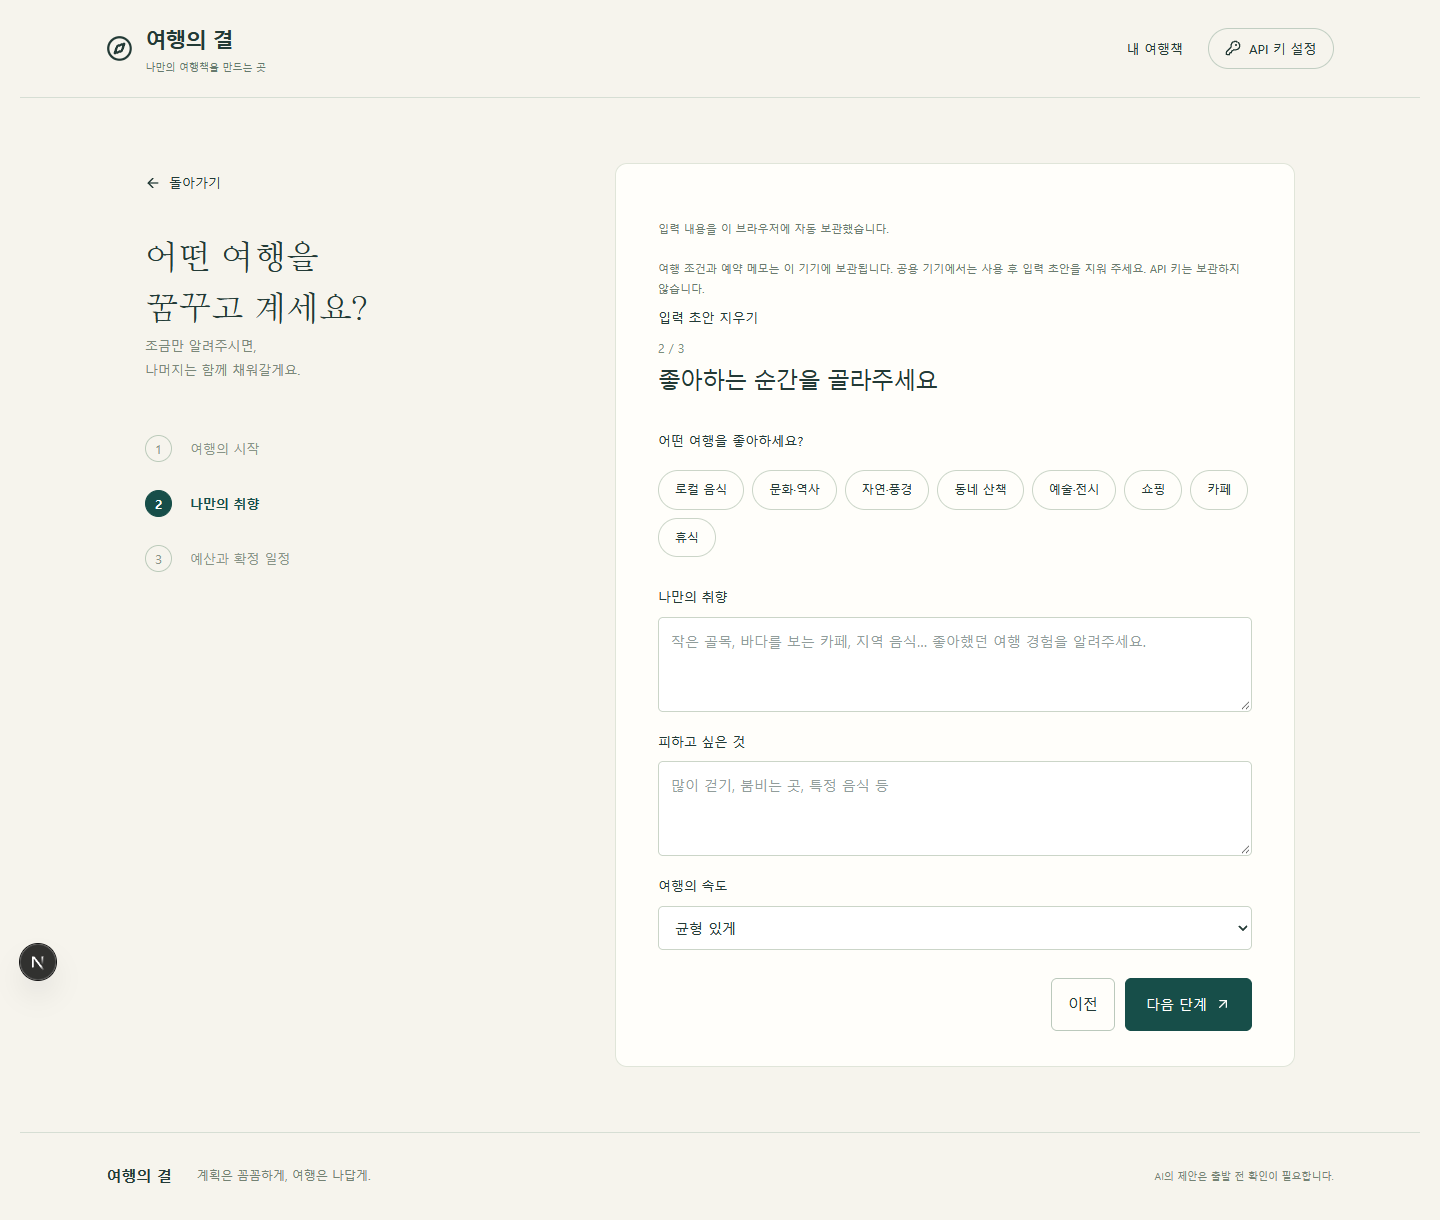 여행의 결
나만의 여행책을 만드는 곳
내 여행책
API 키 설정
돌아가기
어떤 여행을
꿈꾸고 계세요?
조금만 알려주시면,
나머지는 함께 채워갈게요.
1 여행의 시작
2 나만의 취향
3 예산과 확정 일정
입력 내용을 이 브라우저에 자동 보관했습니다.
여행 조건과 예약 메모는 이 기기에 보관됩니다. 공용 기기에서는 사용 후 입력 초안을 지워 주세요. API 키는 보관하지
않습니다.
입력 초안 지우기
2 / 3
좋아하는 순간을 골라주세요
어떤 여행을 좋아하세요?
로컬 음식 문화·역사 자연·풍경 동네 산책 예술·전시 쇼핑 카페
휴식
나만의 취향
작은 골목, 바다를 보는 카페, 지역 음식... 좋아했던 여행 경험을 알려주세요.
피하고 싶은 것
많이 걷기, 붐비는 곳, 특정 음식 등
여행의 속도
균형 있게
이전 다음 단계
N
여행의 결 계획은 꼼꼼하게, 여행은 나답게.
AI의 제안은 출발 전 확인이 필요합니다.